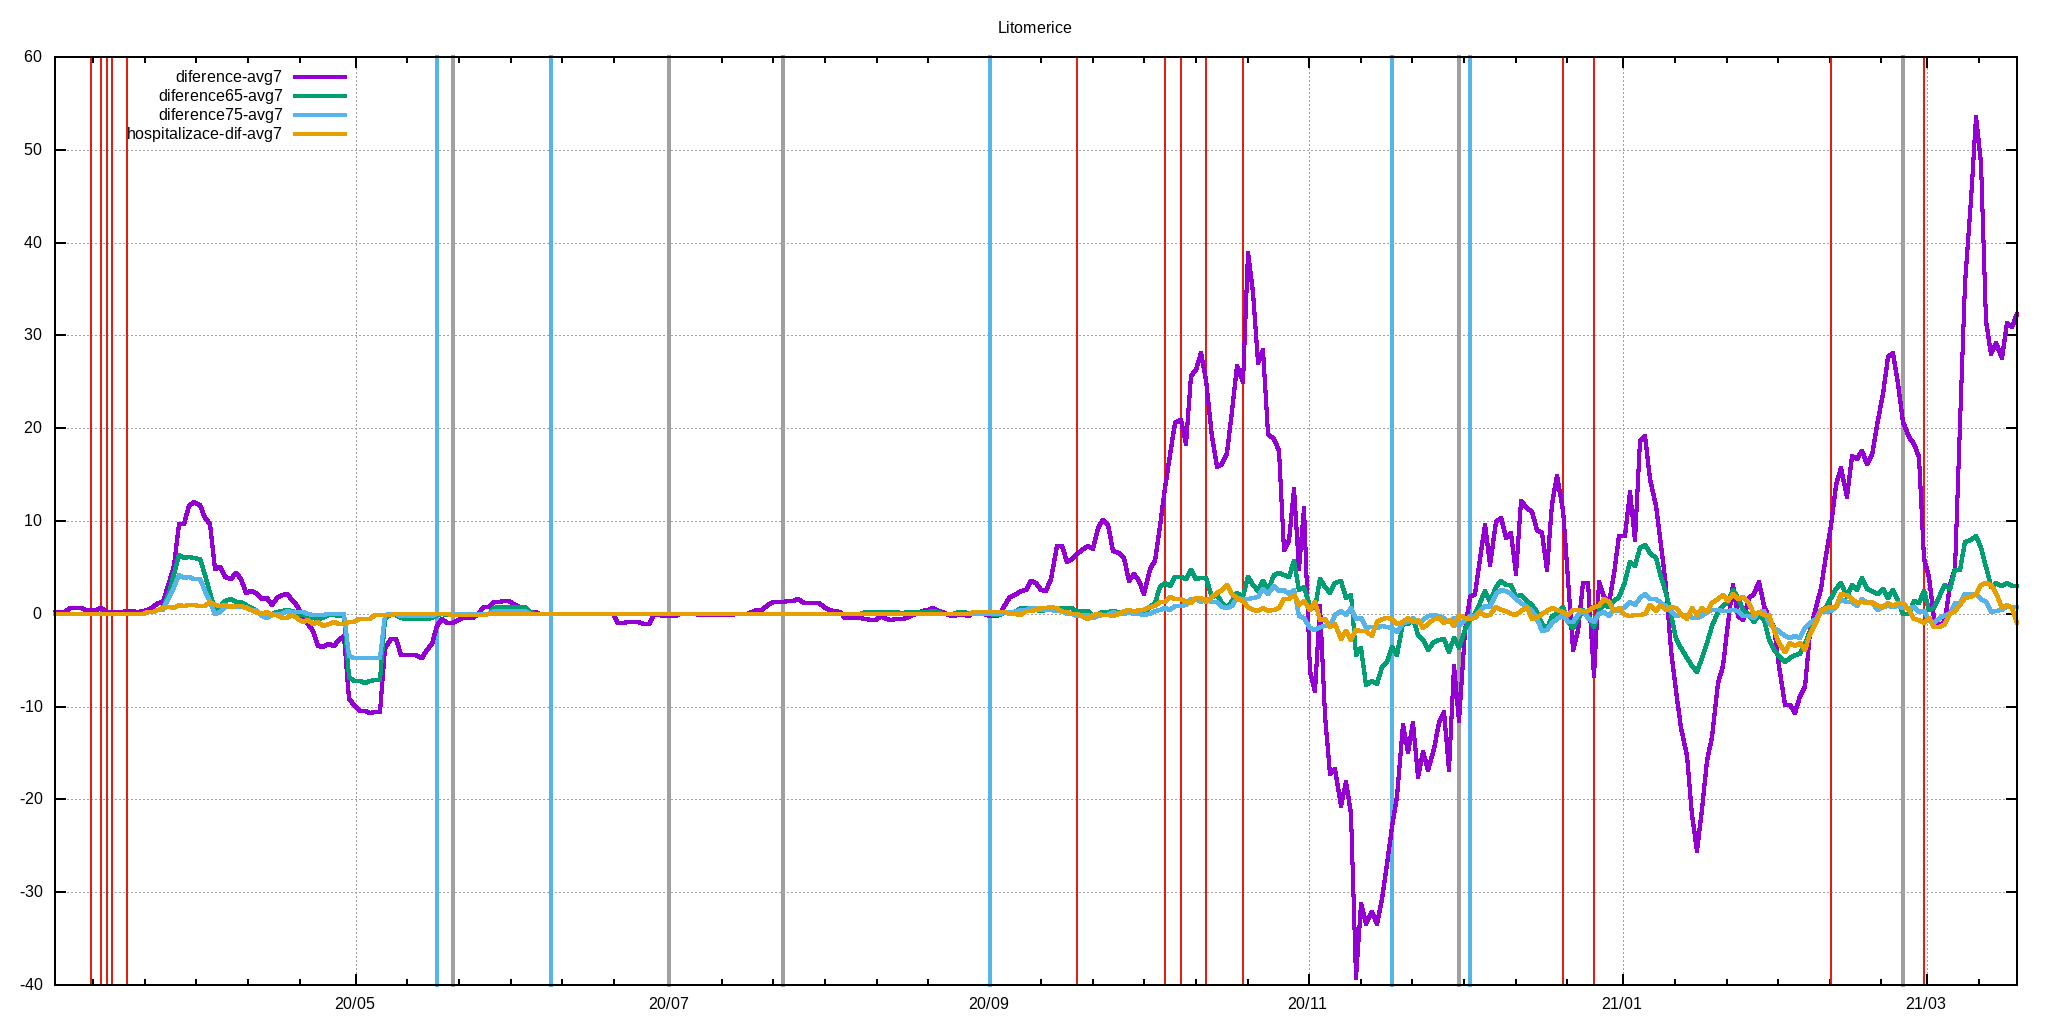 Litomerice
60
diference-avg7
diference65-avg7
diference75-avg7
hospitalizace-dif-avg7
50
40
30
20
10
0
-10
-20
-30
-40
20/05 20/07 20/09 20/11 21/01 21/03